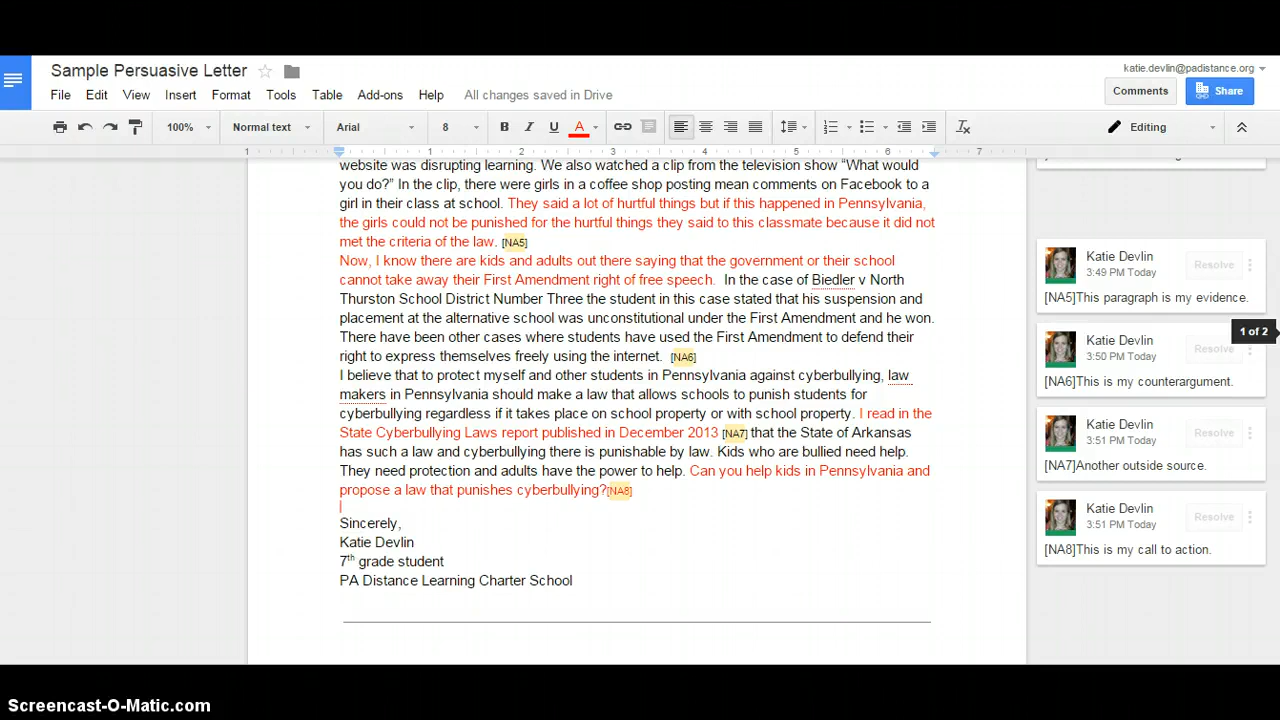 Sample Persuasive Letter
katie.devlin@padistance.org
File Edit View Insert Format Tools Table Add-ons Help All changes saved in Drive
Comments Share
100% Normal text Arial 8 B I U A Editing
1 1 2 3 4 5 6 7
website was disrupting learning. We also watched a clip from the television show “What would
you do?” In the clip, there were girls in a coffee shop posting mean comments on Facebook to a
girl in their class at school. They said a lot of hurtful things but if this happened in Pennsylvania,
the girls could not be punished for the hurtful things they said to this classmate because it did not
met the criteria of the law. [NA5]
Now, I know there are kids and adults out there saying that the government or their school
cannot take away their First Amendment right of free speech. In the case of Biedler v North
Thurston School District Number Three the student in this case stated that his suspension and
placement at the alternative school was unconstitutional under the First Amendment and he won.
There have been other cases where students have used the First Amendment to defend their
right to express themselves freely using the internet. [NA6]
I believe that to protect myself and other students in Pennsylvania against cyberbullying, law
makers in Pennsylvania should make a law that allows schools to punish students for
cyberbullying regardless if it takes place on school property or with school property. I read in the
State Cyberbullying Laws report published in December 2013 [NA7] that the State of Arkansas
has such a law and cyberbullying there is punishable by law. Kids who are bullied need help.
They need protection and adults have the power to help. Can you help kids in Pennsylvania and
propose a law that punishes cyberbullying?[NA8]
Sincerely,
Katie Devlin
7th grade student
PA Distance Learning Charter School
Katie Devlin
3:49 PM Today
Resolve
[NA5]This paragraph is my evidence.
1 of 2
Katie Devlin
3:50 PM Today
Resolve
[NA6]This is my counterargument.
Katie Devlin
3:51 PM Today
Resolve
[NA7]Another outside source.
Katie Devlin
3:51 PM Today
Resolve
[NA8]This is my call to action.
Screencast-O-Matic.com